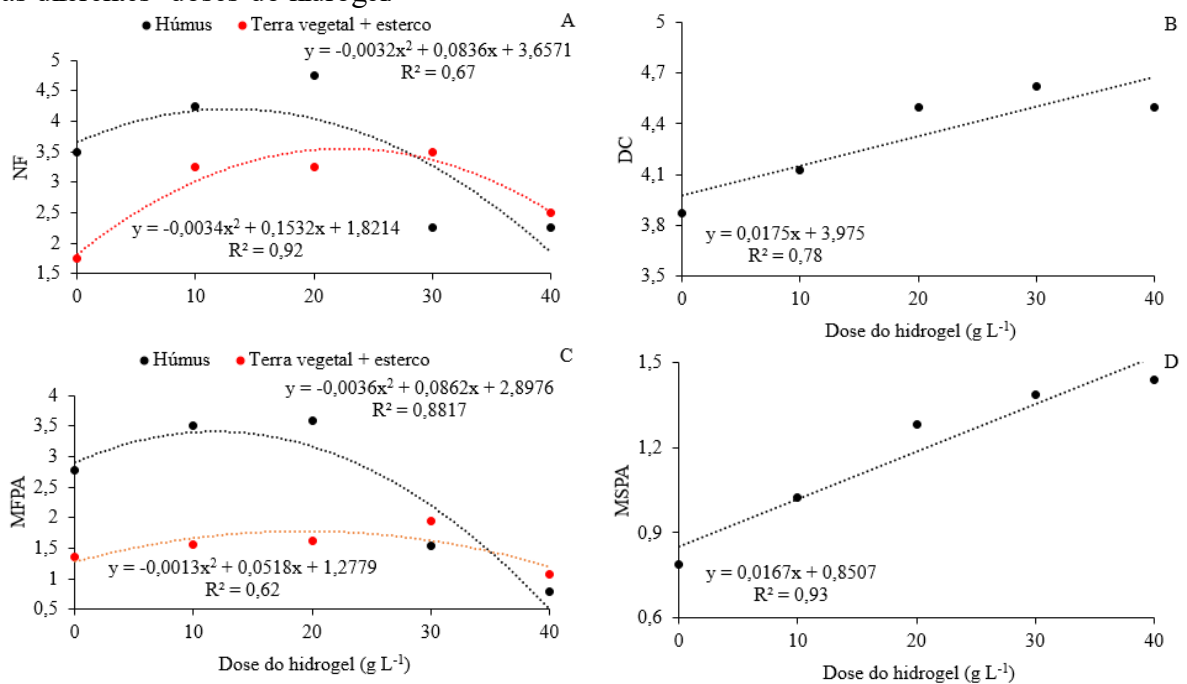 as diferentes doses do hidrogel
● Húmus ● Terra vegetal + esterco
A
y = -0,0032x² + 0,0836x + 3,6571
R² = 0,67
5
4,5
4
3,5
3
2,5
2
1,5
NF
y = -0,0034x² + 0,1532x + 1,8214
R² = 0,92
0 10 20 30 40
B
4,7
4,4
4,1
3,8
3,5
DC
y = 0,0175x + 3,975
R² = 0,78
0 10 20 30 40
Dose do hidrogel (g L⁻¹)
● Húmus ● Terra vegetal + esterco
C
y = -0,0036x² + 0,0862x + 2,8976
R² = 0,8817
4
3,5
3
2,5
2
1,5
1
0,5
MFPA
y = -0,0013x² + 0,0518x + 1,2779
R² = 0,62
0 10 20 30 40
Dose do hidrogel (g L⁻¹)
D
1,5
1,2
0,9
0,6
MSPA
y = 0,0167x + 0,8507
R² = 0,93
0 10 20 30 40
Dose do hidrogel (g L⁻¹)